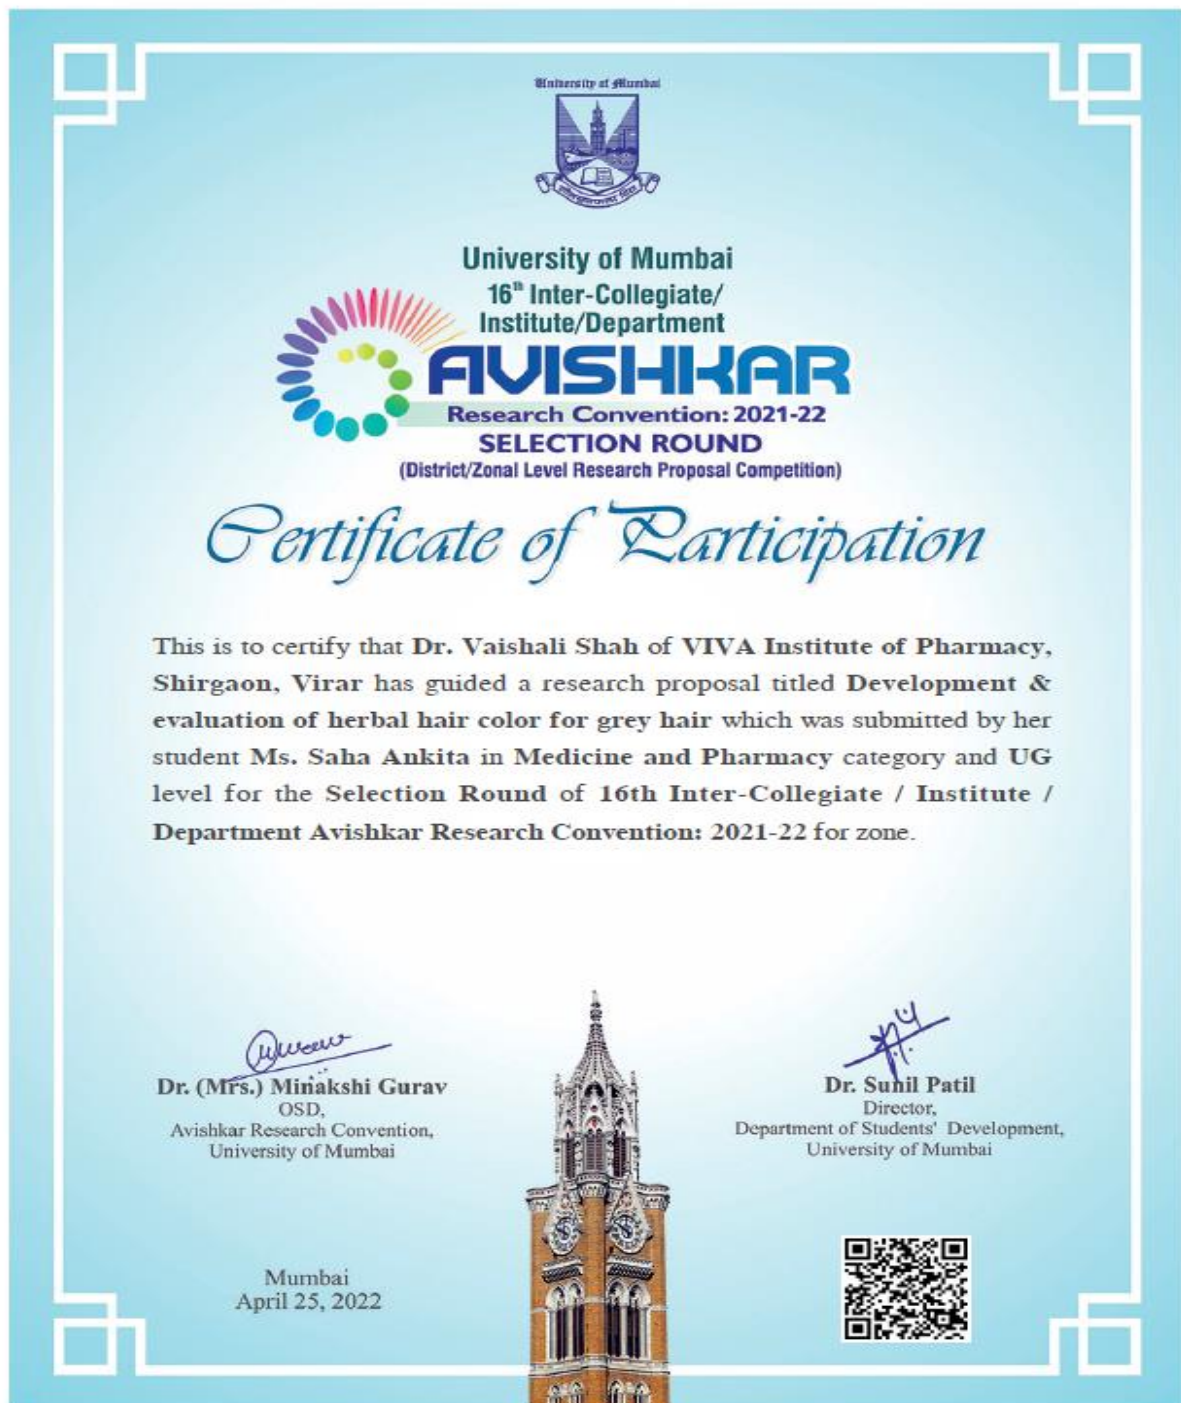 University of Mumbai
University of Mumbai
16th Inter-Collegiate/
Institute/Department
AVISHKAR
Research Convention: 2021-22
SELECTION ROUND
(District/Zonal Level Research Proposal Competition)
Certificate of Participation
This is to certify that Dr. Vaishali Shah of VIVA Institute of Pharmacy,
Shirgaon, Virar has guided a research proposal titled Development &
evaluation of herbal hair color for grey hair which was submitted by her
student Ms. Saha Ankita in Medicine and Pharmacy category and UG
level for the Selection Round of 16th Inter-Collegiate / Institute /
Department Avishkar Research Convention: 2021-22 for zone.
Dr. (Mrs.) Minakshi Gurav
OSD,
Avishkar Research Convention,
University of Mumbai
Dr. Sunil Patil
Director,
Department of Students' Development,
University of Mumbai
Mumbai
April 25, 2022